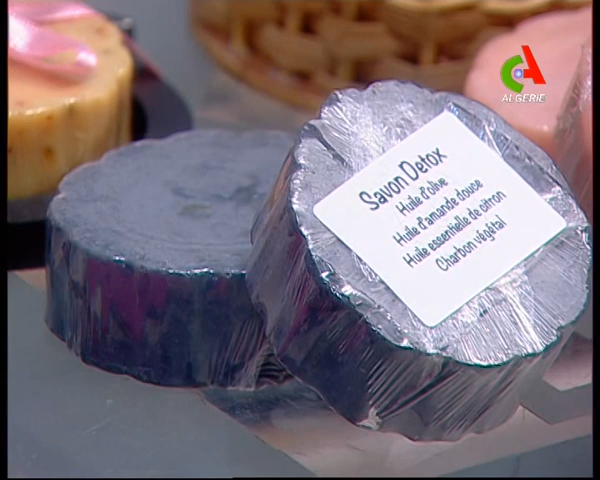 ALGERIE
Savon Detox
Huile d'olive
Huile d'amande douce
Huile essentielle de citron
Charbon végétal